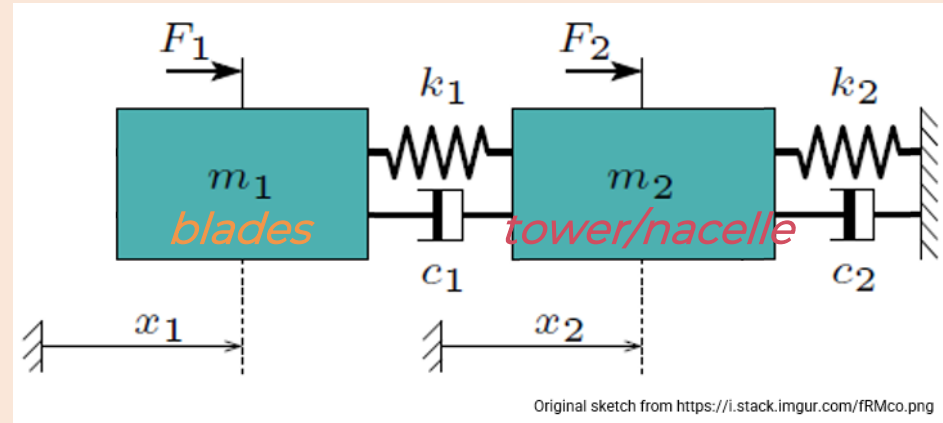 F1
F2
k1
k2
m1
m2
blades
tower/nacelle
c1
c2
x1
x2
Original sketch from https://i.stack.imgur.com/fRMco.png